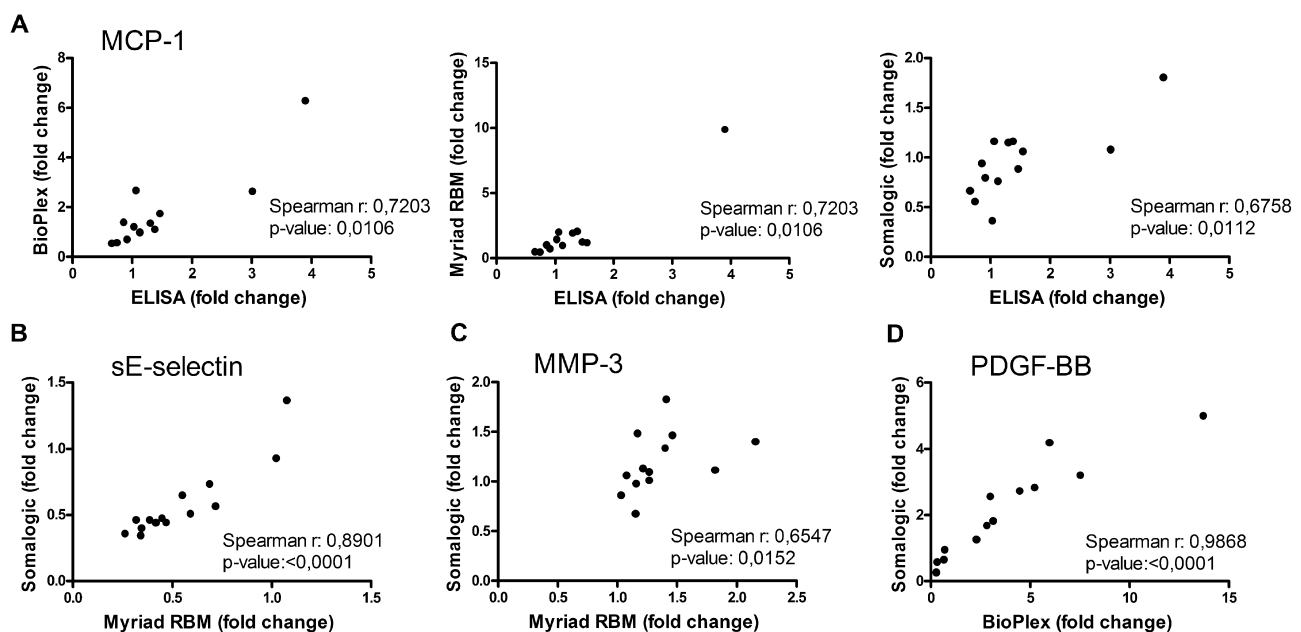 A
MCP-1
BioPlex (fold change)
8
6
4
2
0
0 1 2 3 4 5
ELISA (fold change)
Spearman r: 0,7203
p-value: 0,0106
Myriad RBM (fold change)
15
10
5
0
0 1 2 3 4 5
ELISA (fold change)
Spearman r: 0,7203
p-value: 0,0106
Somalogic (fold change)
2.0
1.5
1.0
0.5
0.0
0 1 2 3 4 5
ELISA (fold change)
Spearman r: 0,6758
p-value: 0,0112
B
sE-selectin
Somalogic (fold change)
1.5
1.0
0.5
0.0
0.0 0.5 1.0 1.5
Myriad RBM (fold change)
Spearman r: 0,8901
p-value:<0,0001
C
MMP-3
Somalogic (fold change)
2.0
1.5
1.0
0.5
0.0
0.0 0.5 1.0 1.5 2.0 2.5
Myriad RBM (fold change)
Spearman r: 0,6547
p-value: 0,0152
D
PDGF-BB
Somalogic (fold change)
6
4
2
0
0 5 10 15
BioPlex (fold change)
Spearman r: 0,9868
p-value:<0,0001